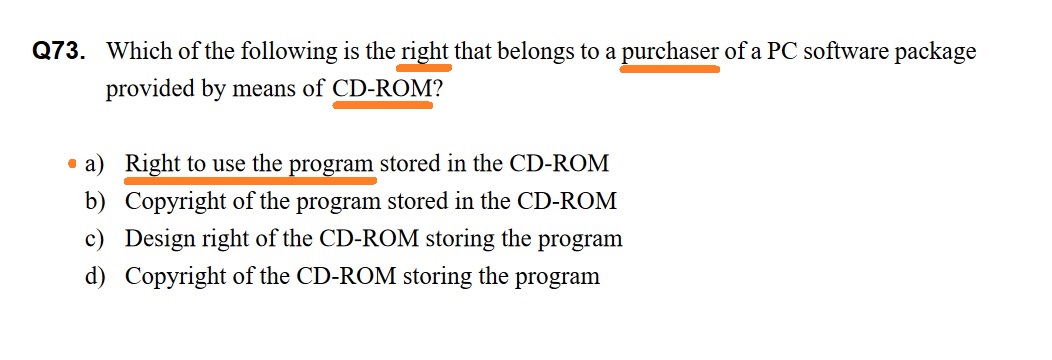 Q73. Which of the following is the right that belongs to a purchaser of a PC software package
provided by means of CD-ROM?
a) Right to use the program stored in the CD-ROM
b) Copyright of the program stored in the CD-ROM
c) Design right of the CD-ROM storing the program
d) Copyright of the CD-ROM storing the program